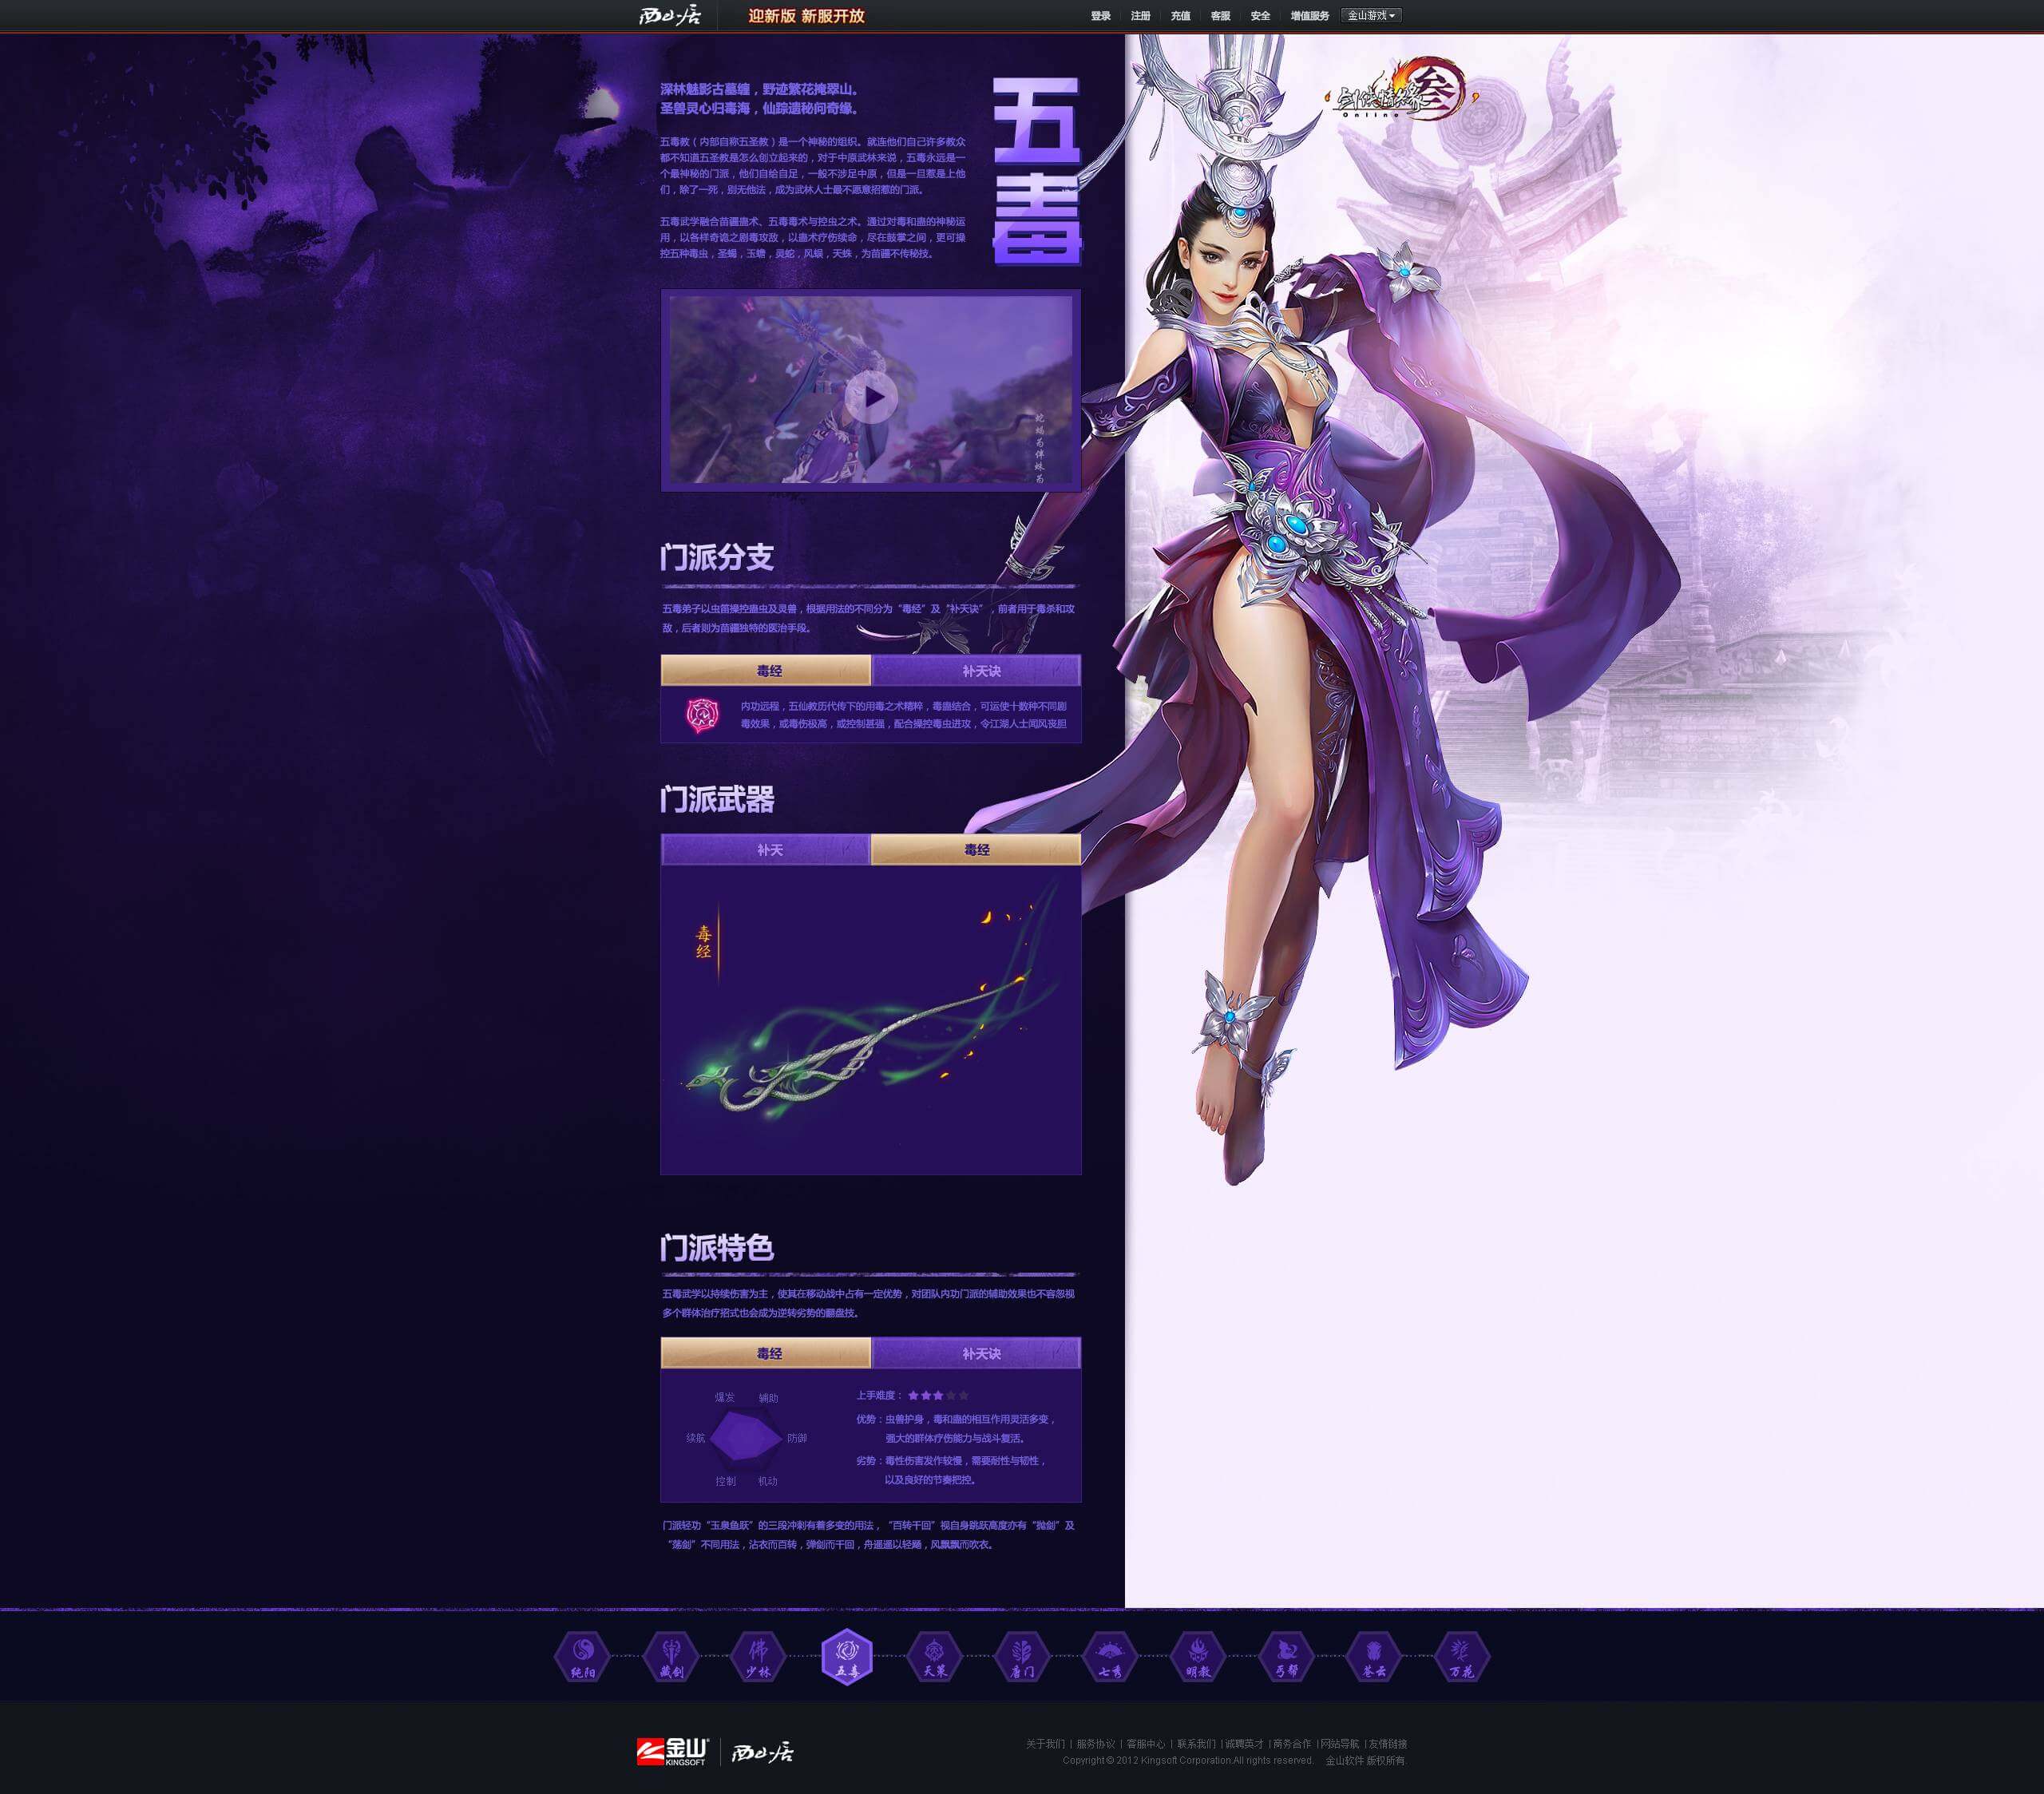 西山居
迎新版 新服开放
登录 注册 充值 客服 安全 增值服务 金山游戏
剑侠情缘 叁
Online
五毒
深林魅影古墓缠，野迹繁花掩翠山。
圣兽灵心归毒海，仙踪遗秘问奇缘。
五毒教（内部自称五圣教）是一个神秘的组织。就连他们自己许多教众
都不知道五圣教是怎么创立起来的，对于中原武林来说，五毒永远是一
个最神秘的门派，他们自给自足，一般不涉足中原，但是一旦惹是上他
们，除了一死，别无他法，成为武林人士最不愿意招惹的门派。
五毒武学融合苗疆蛊术、五毒毒术与控虫之术。通过对毒和蛊的神秘运
用，以各样奇诡之剧毒攻敌，以蛊术疗伤续命，尽在鼓掌之间，更可操
控五种毒虫，圣蝎，玉蟾，灵蛇，风蜈，天蛛，为苗疆不传秘技。
门派分支
五毒弟子以虫笛操控蛊虫及灵兽，根据用法的不同分为“毒经”及“补天诀”，前者用于毒杀和攻
敌，后者则为苗疆独特的医治手段。
毒经 补天诀
内功远程，五仙教历代传下的用毒之术精粹，毒蛊结合，可运使十数种不同剧
毒效果，或毒伤极高，或控制甚强，配合操控毒虫进攻，令江湖人士闻风丧胆
门派武器
补天 毒经
毒经
门派特色
五毒武学以持续伤害为主，使其在移动战中占有一定优势，对团队内功门派的辅助效果也不容忽视
多个群体治疗招式也会成为逆转劣势的翻盘技。
毒经 补天诀
爆发 辅助
续航 防御
控制 机动
上手难度：
优势：虫兽护身，毒和蛊的相互作用灵活多变，
强大的群体疗伤能力与战斗复活。
劣势：毒性伤害发作较慢，需要耐性与韧性，
以及良好的节奏把控。
门派轻功“玉泉鱼跃”的三段冲刺有着多变的用法，“百转千回”视自身跳跃高度亦有“抛剑”及
“荡剑”不同用法，沾衣而百转，弹剑而千回，舟遥遥以轻飏，风飘飘而吹衣。
纯阳 藏剑 少林 五毒 天策 唐门 七秀 明教 丐帮 苍云 万花
金山 KINGSOFT 西山居
关于我们 | 服务协议 | 客服中心 | 联系我们 | 诚聘英才 | 商务合作 | 网站导航 | 友情链接
Copyright © 2012 Kingsoft Corporation.All rights reserved. 金山软件 版权所有